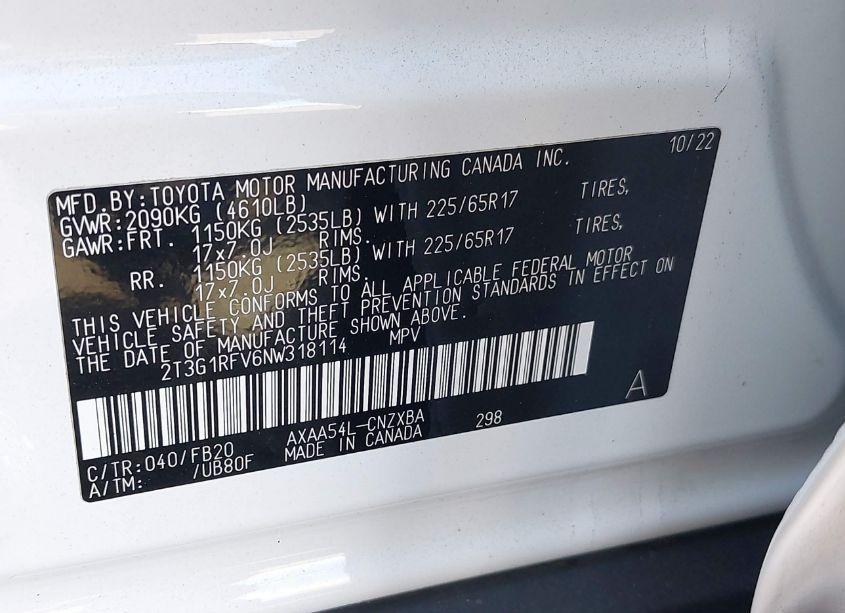 10/22
MFD.BY:TOYOTA MOTOR MANUFACTURING CANADA INC.
GVWR:2090KG (4610LB)
GAWR:FRT. 1150KG (2535LB) WITH 225/65R17 TIRES,
17x7.0J RIMS.
RR. 1150KG (2535LB) WITH 225/65R17 TIRES,
17x7.0J RIMS.
THIS VEHICLE CONFORMS TO ALL APPLICABLE FEDERAL MOTOR
VEHICLE SAFETY AND THEFT PREVENTION STANDARDS IN EFFECT ON
THE DATE OF MANUFACTURE SHOWN ABOVE.
2T3G1RFV6NW318114 MPV
A
C/TR:040/FB20 AXAA54L-CNZXBA 298
A/TM: /UB80F MADE IN CANADA